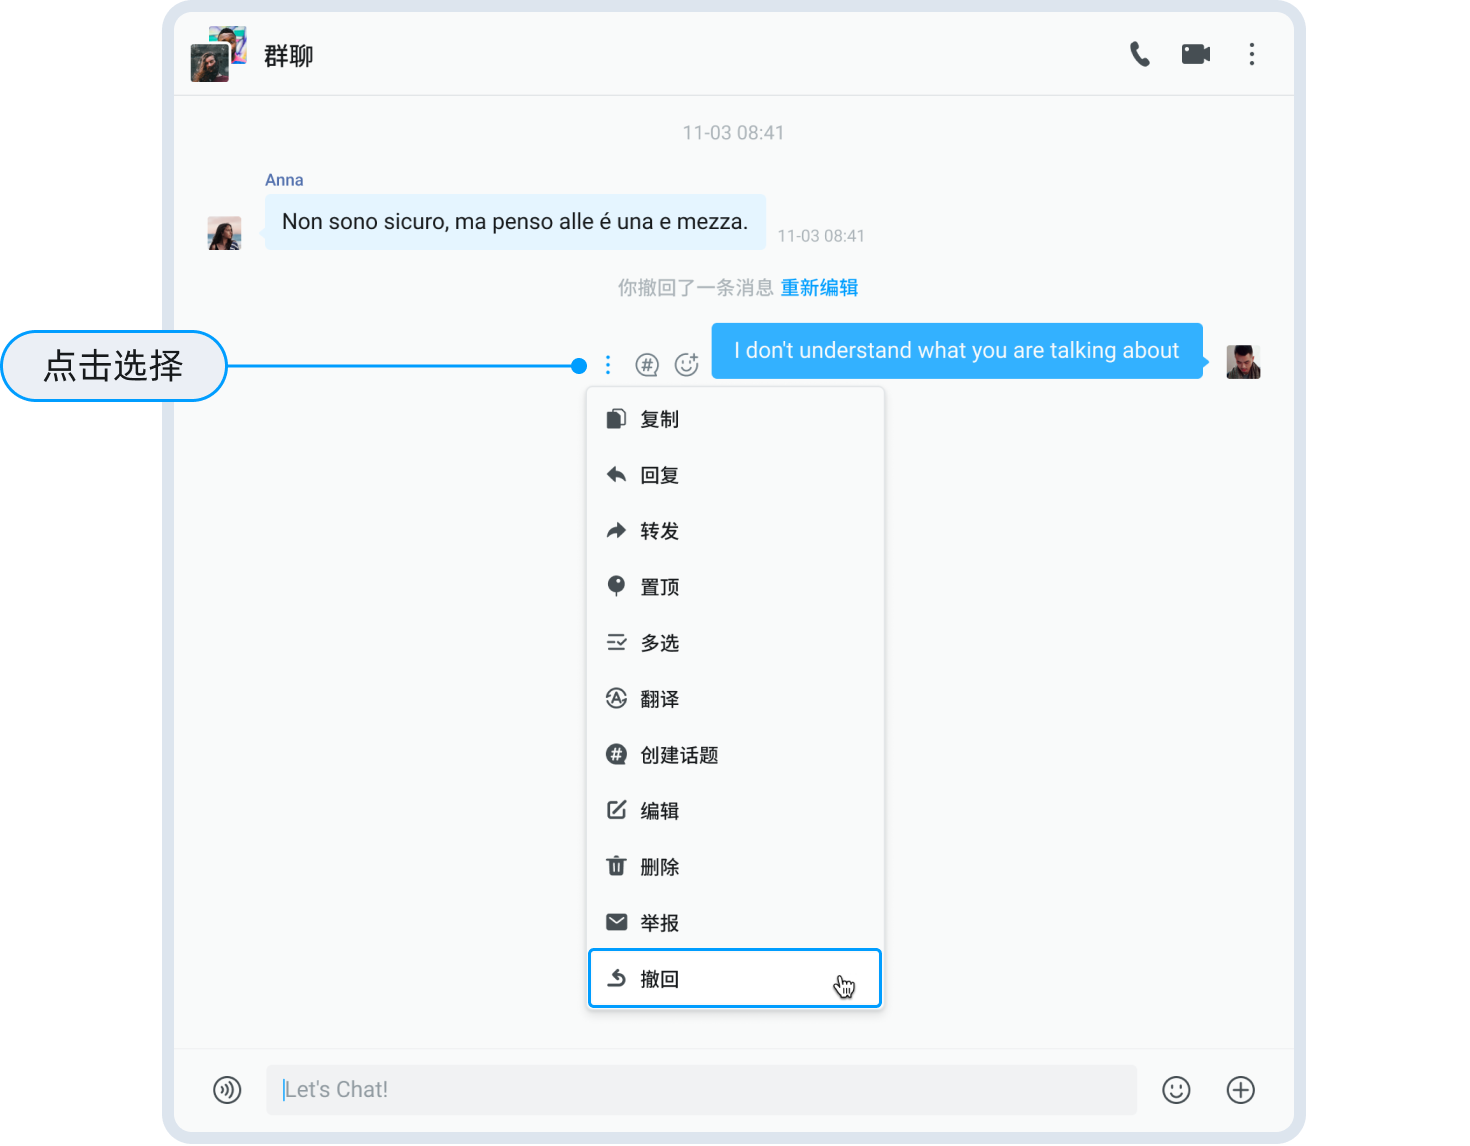 群聊
11-03 08:41
Anna
Non sono sicuro, ma penso alle é una e mezza.
11-03 08:41
你撤回了一条消息 重新编辑
点击选择
I don't understand what you are talking about
复制
回复
转发
置顶
多选
翻译
创建话题
编辑
删除
举报
撤回
Let's Chat!